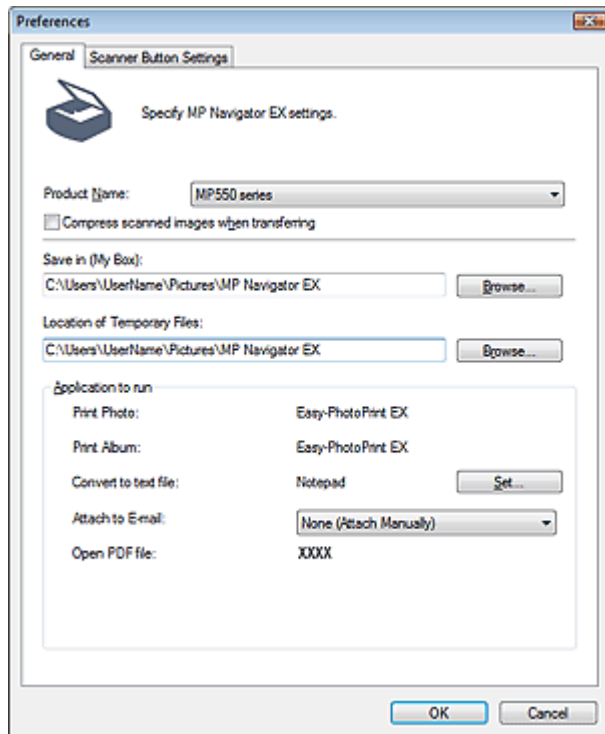 Preferences
General
Scanner Button Settings
Specify MP Navigator EX settings.
Product Name:
MP550 series
Compress scanned images when transferring
Save in (My Box):
C:\Users\UserName\Pictures\MP Navigator EX
Browse...
Location of Temporary Files:
C:\Users\UserName\Pictures\MP Navigator EX
Browse...
Application to run
Print Photo:
Easy-PhotoPrint EX
Print Album:
Easy-PhotoPrint EX
Convert to text file:
Notepad
Set...
Attach to E-mail:
None (Attach Manually)
Open PDF file:
XXXX
OK
Cancel